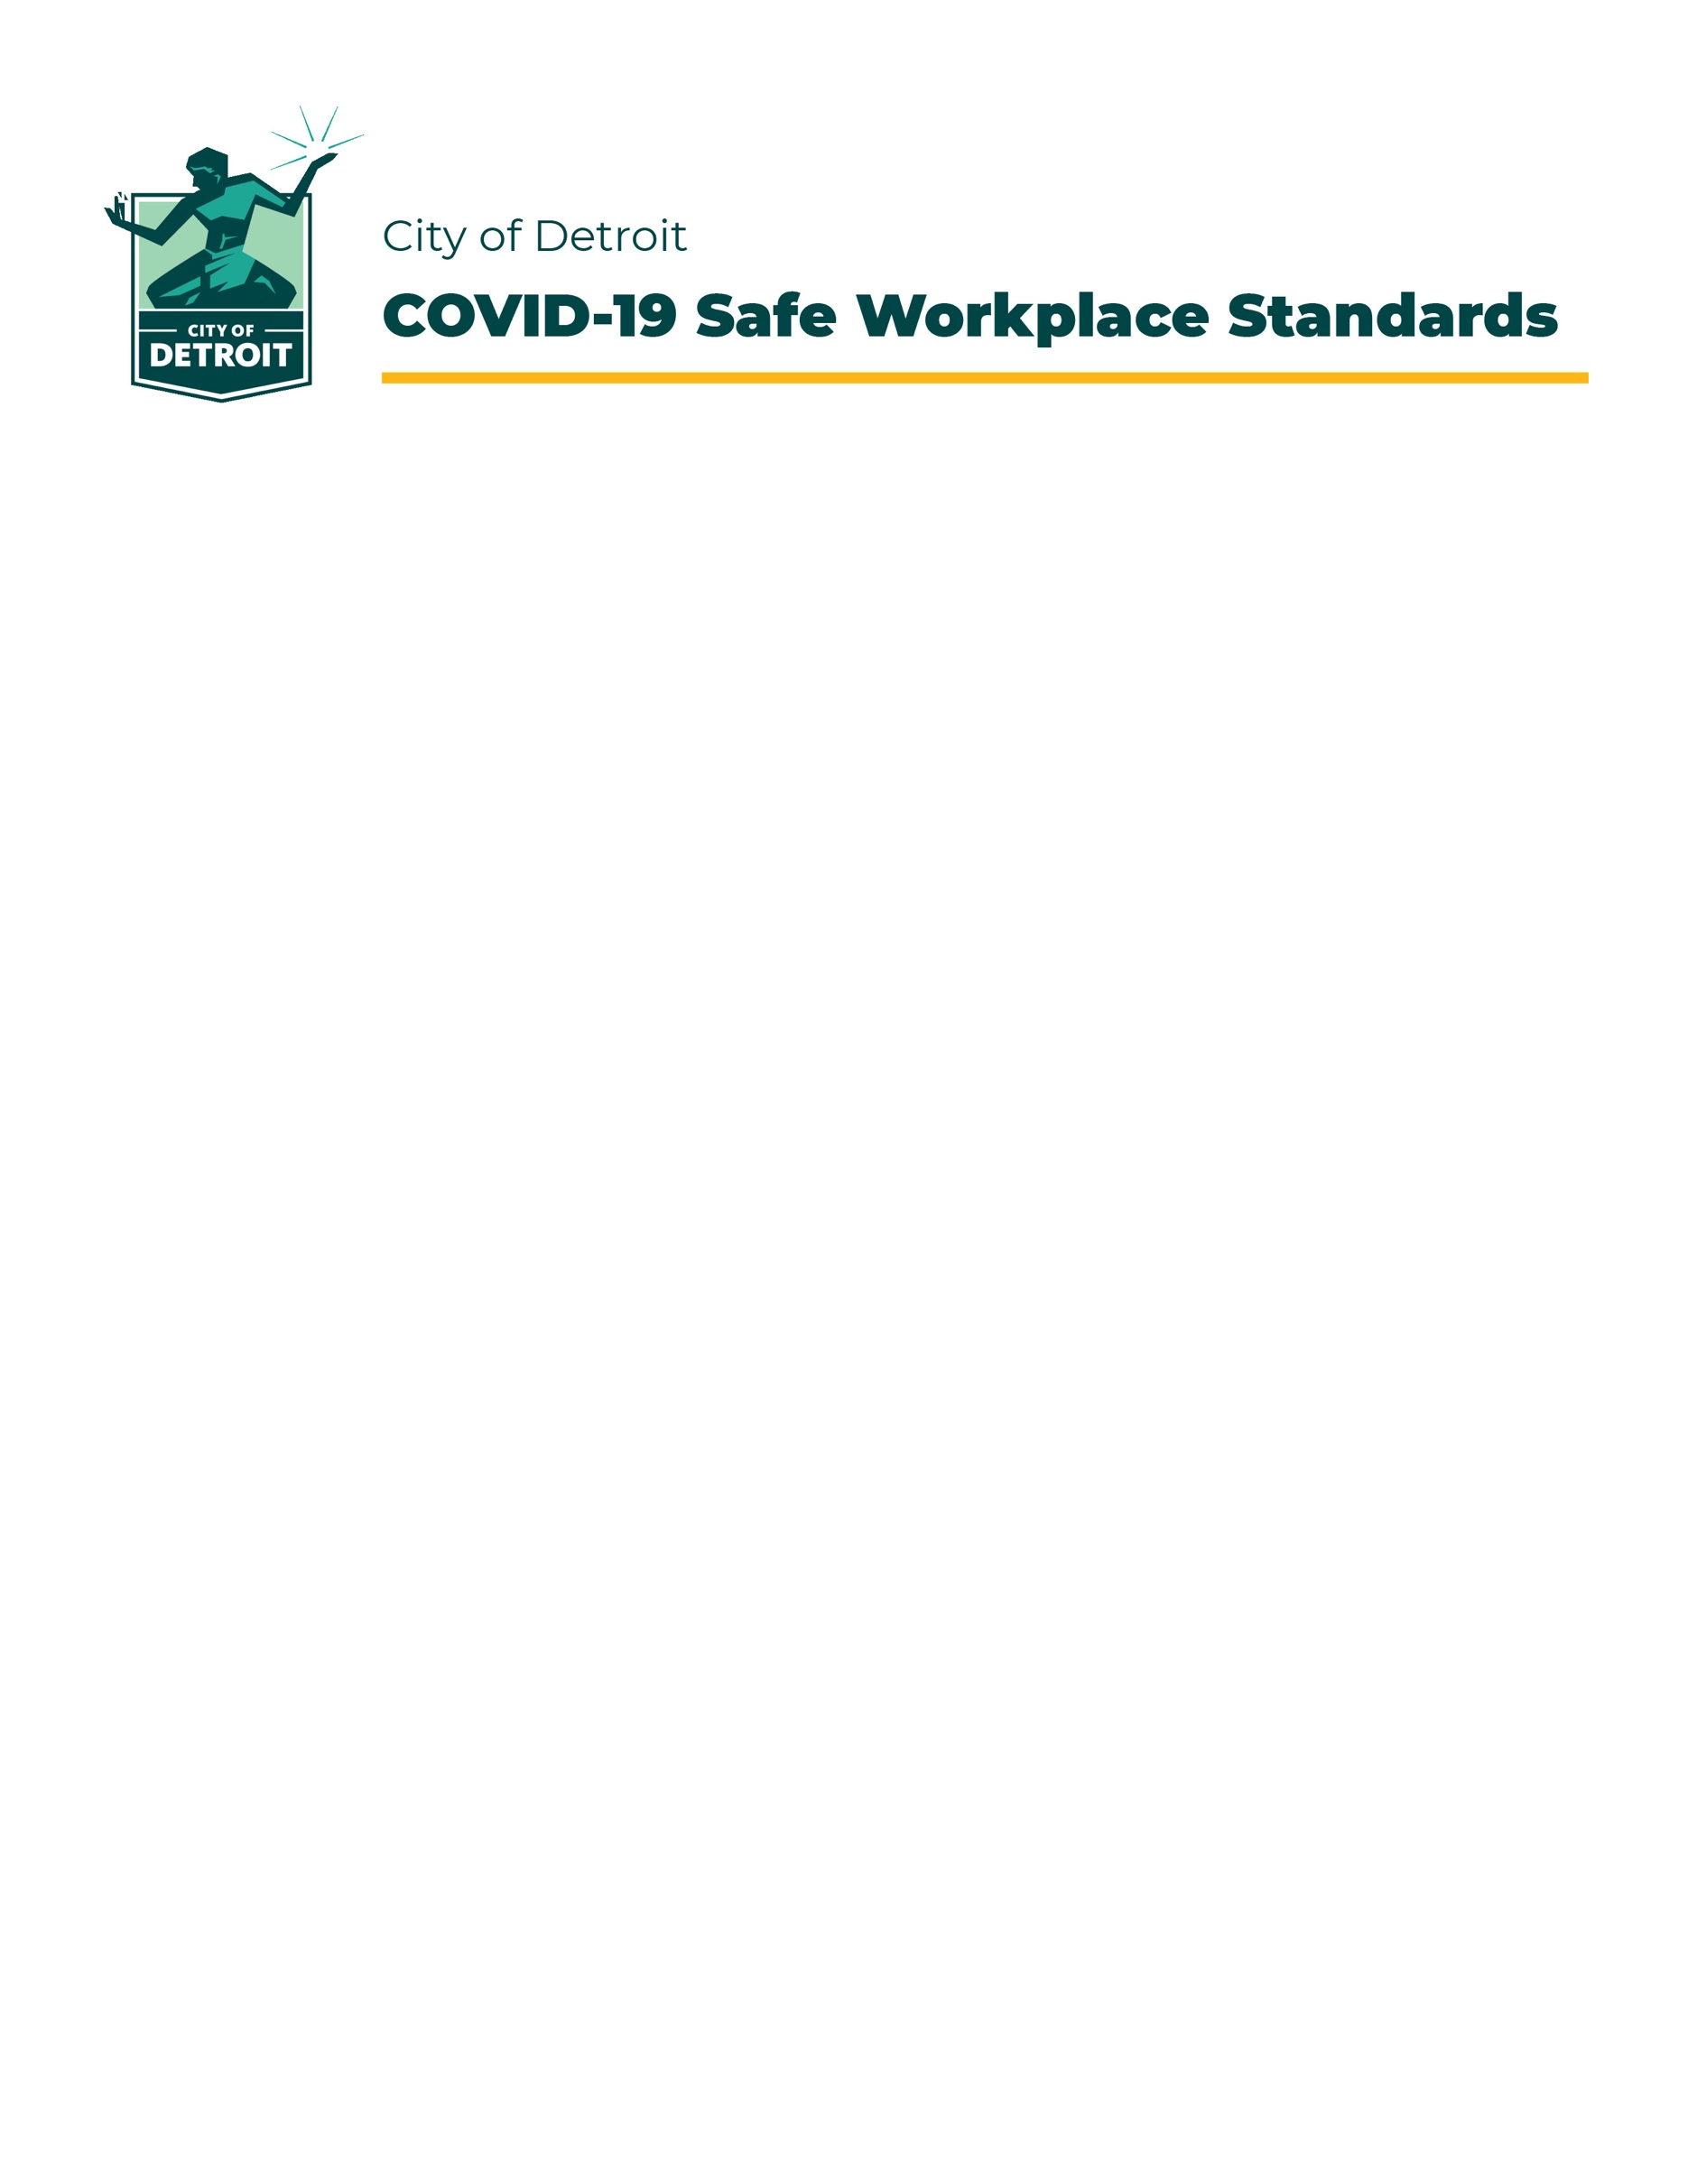 City of Detroit
COVID-19 Safe Workplace Standards
CITY OF
DETROIT